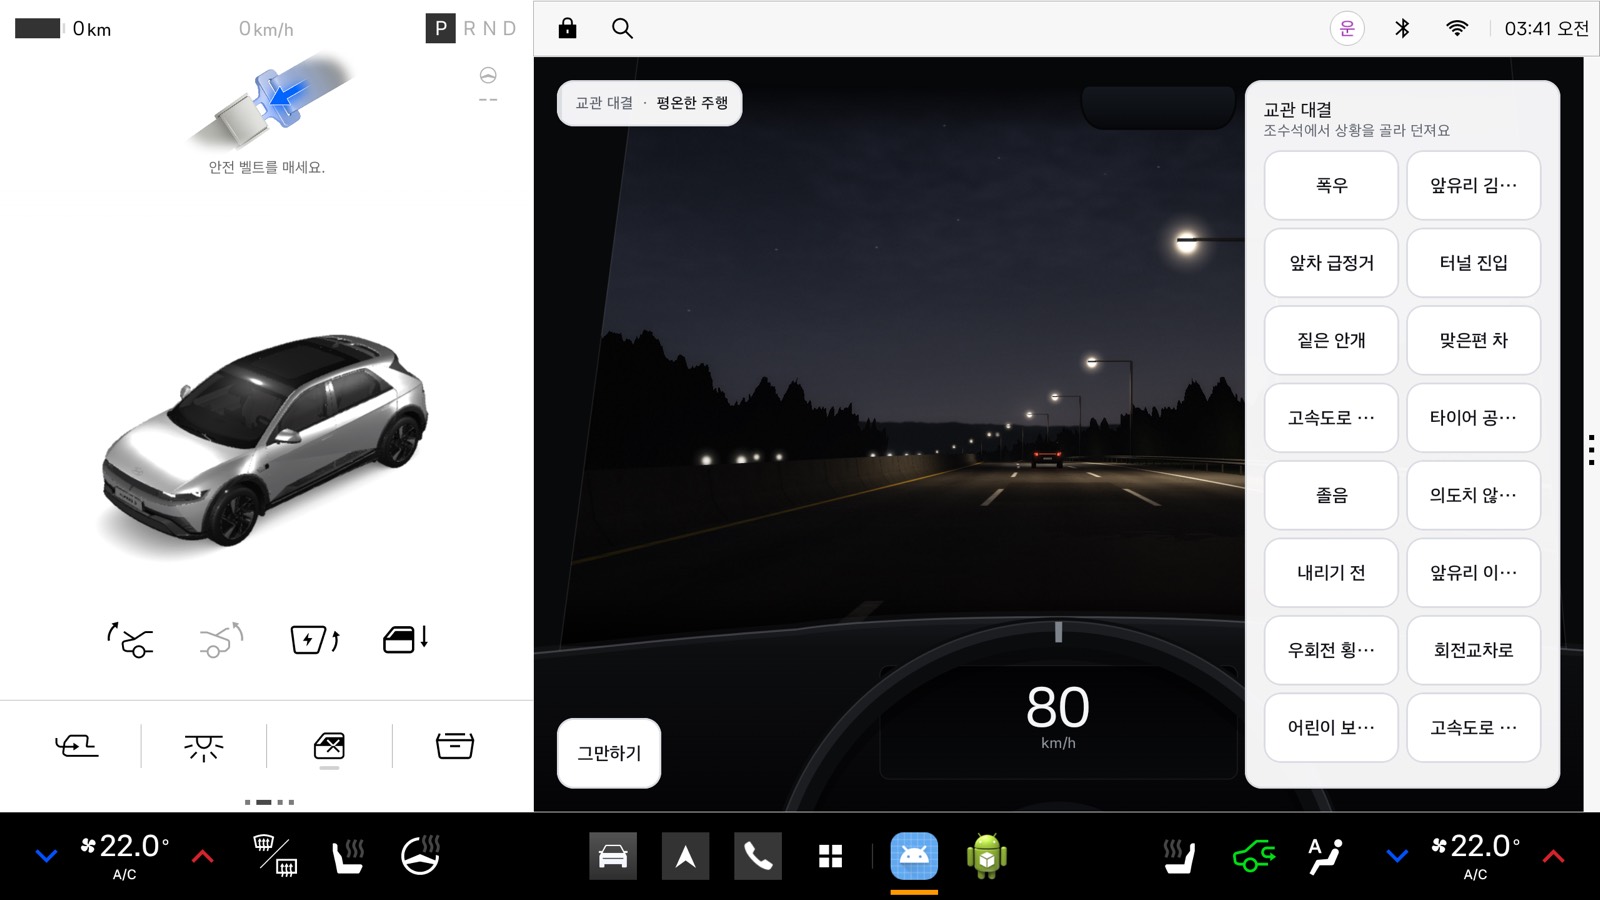 0km
0km/h
P R N D
--
안전 벨트를 매세요.
운
03:41 오전
교관 대결 · 평온한 주행
교관 대결
조수석에서 상황을 골라 던져요
폭우
앞유리 김…
앞차 급정거
터널 진입
짙은 안개
맞은편 차
고속도로 …
타이어 공…
졸음
의도치 않…
내리기 전
앞유리 이…
우회전 횡…
회전교차로
어린이 보…
고속도로 …
80
km/h
그만하기
22.0°
A/C
A
22.0°
A/C